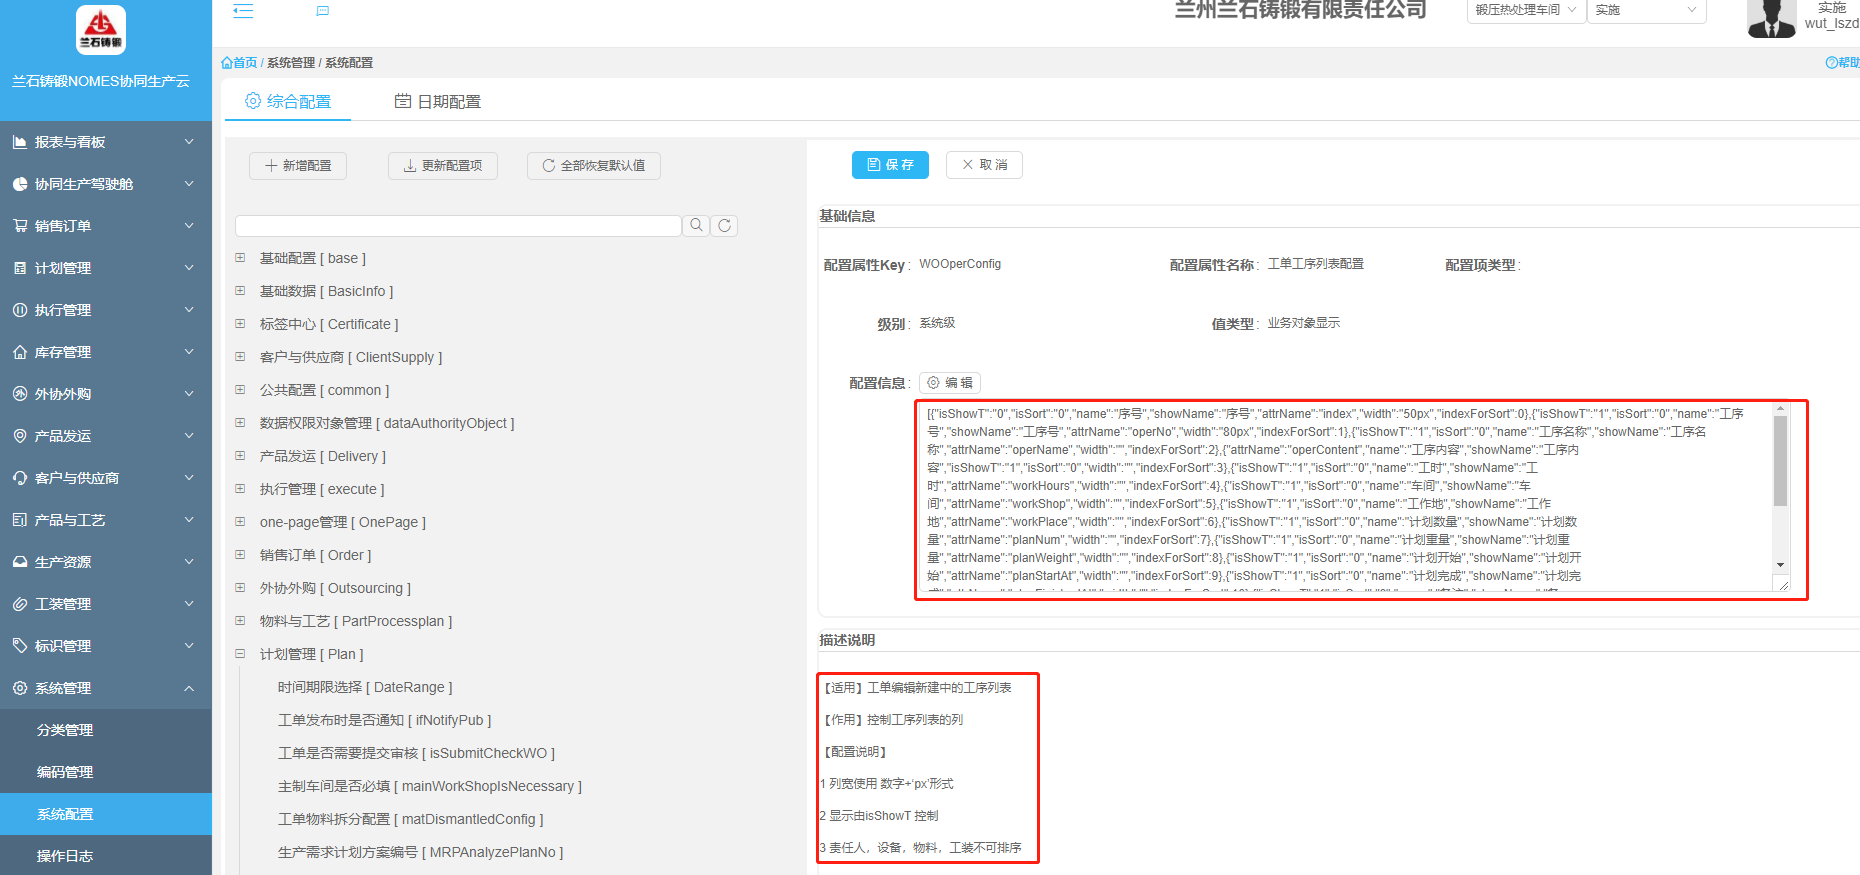 兰石铸锻
兰石铸锻NOMES协同生产云
报表与看板
协同生产驾驶舱
销售订单
计划管理
执行管理
库存管理
外协外购
产品发运
客户与供应商
产品与工艺
生产资源
工装管理
标识管理
系统管理
分类管理
编码管理
系统配置
操作日志
兰州兰石铸锻有限责任公司
锻压热处理车间
实施
实施
wut_lszd
首页 / 系统管理 / 系统配置
帮助
综合配置
日期配置
新增配置
更新配置项
全部恢复默认值
基础配置 [ base ]
基础数据 [ BasicInfo ]
标签中心 [ Certificate ]
客户与供应商 [ ClientSupply ]
公共配置 [ common ]
数据权限对象管理 [ dataAuthorityObject ]
产品发运 [ Delivery ]
执行管理 [ execute ]
one-page管理 [ OnePage ]
销售订单 [ Order ]
外协外购 [ Outsourcing ]
物料与工艺 [ PartProcessplan ]
计划管理 [ Plan ]
时间期限选择 [ DateRange ]
工单发布时是否通知 [ ifNotifyPub ]
工单是否需要提交审核 [ isSubmitCheckWO ]
主制车间是否必填 [ mainWorkShopIsNecessary ]
工单物料拆分配置 [ matDismantledConfig ]
生产需求计划方案编号 [ MRPAnalyzePlanNo ]
保 存
取 消
基础信息
配置属性Key : WOOperConfig
配置属性名称 : 工单工序列表配置
配置项类型 :
级别 : 系统级
值类型 : 业务对象显示
配置信息 : 编 辑
[{"isShowT":"0","isSort":"0","name":"序号","showName":"序号","attrName":"index","width":"50px","indexForSort":0},{"isShowT":"1","isSort":"0","name":"工序
号","showName":"工序号","attrName":"operNo","width":"80px","indexForSort":1},{"isShowT":"1","isSort":"0","name":"工序名称","showName":"工序名
称","attrName":"operName","width":"","indexForSort":2},{"attrName":"operContent","name":"工序内容","showName":"工序内
容","isShowT":"1","isSort":"0","width":"","indexForSort":3},{"isShowT":"1","isSort":"0","name":"工时","showName":"工
时","attrName":"workHours","width":"","indexForSort":4},{"isShowT":"1","isSort":"0","name":"车间","showName":"车
间","attrName":"workShop","width":"","indexForSort":5},{"isShowT":"1","isSort":"0","name":"工作地","showName":"工作
地","attrName":"workPlace","width":"","indexForSort":6},{"isShowT":"1","isSort":"0","name":"计划数量","showName":"计划数
量","attrName":"planNum","width":"","indexForSort":7},{"isShowT":"1","isSort":"0","name":"计划重量","showName":"计划重
量","attrName":"planWeight","width":"","indexForSort":8},{"isShowT":"1","isSort":"0","name":"计划开始","showName":"计划开
始","attrName":"planStartAt","width":"","indexForSort":9},{"isShowT":"1","isSort":"0","name":"计划完成","showName":"计划完
描述说明
【适用】工单编辑新建中的工序列表
【作用】控制工序列表的列
【配置说明】
1 列宽使用 数字+'px'形式
2 显示由isShowT 控制
3 责任人，设备，物料，工装不可排序